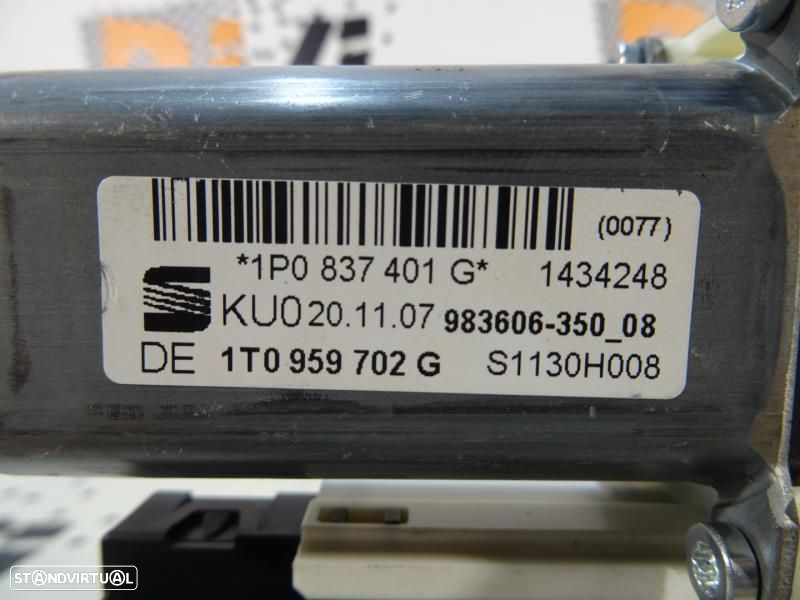 (0077)
*1P0 837 401 G* 1434248
KU0 20.11.07 983606-350_08
DE 1T0 959 702 G S1130H008
STANDVIRTUAL